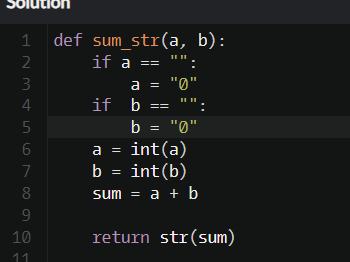 Solution
1 def sum_str(a, b):
2     if a == "":
3         a = "0"
4     if  b == "":
5         b = "0"
6     a = int(a)
7     b = int(b)
8     sum = a + b
9
10     return str(sum)
11